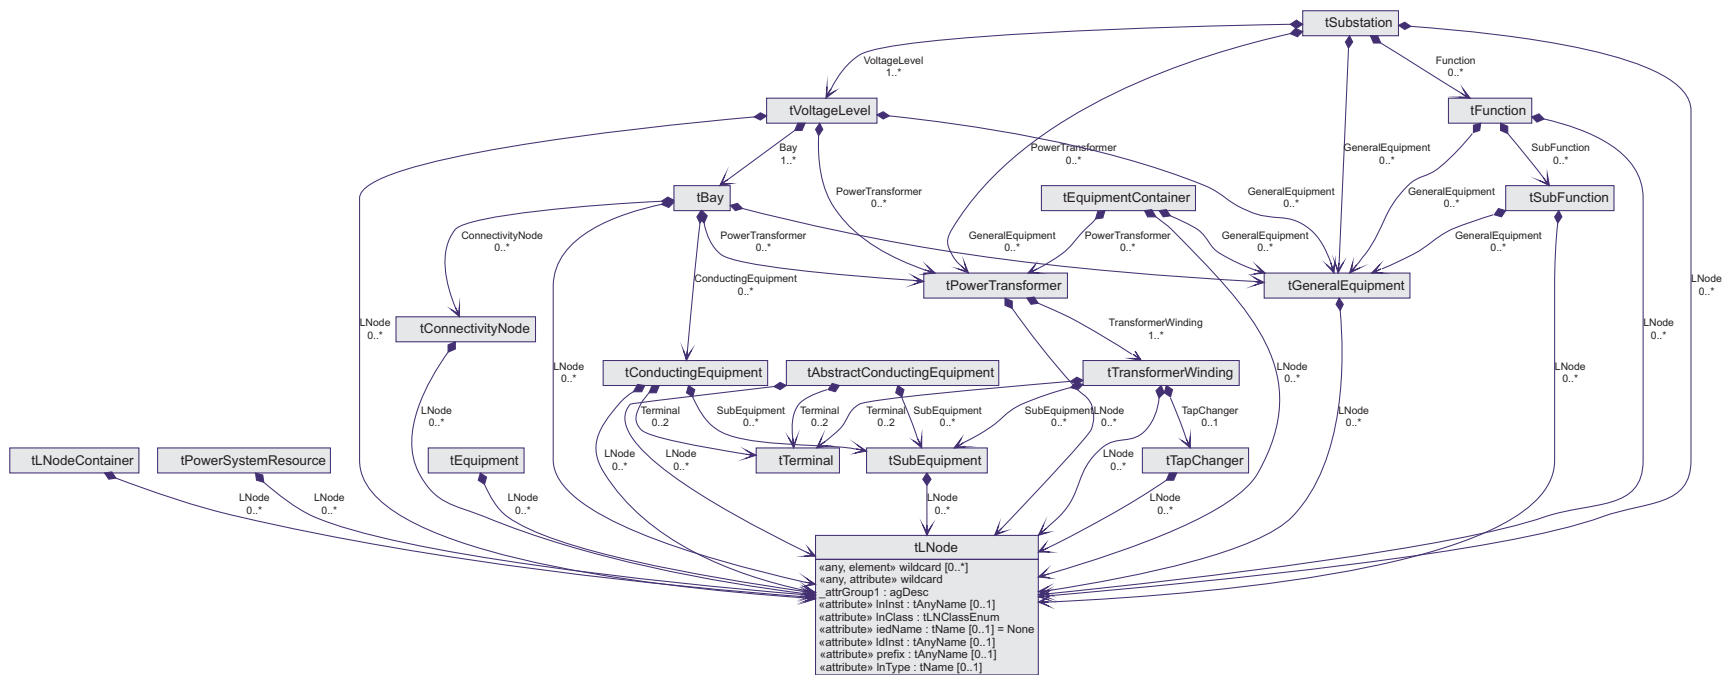 tSubstation
VoltageLevel
1..*
Function
0..*
tVoltageLevel
tFunction
Bay
1..*
PowerTransformer
0..*
GeneralEquipment
0..*
SubFunction
0..*
tBay
PowerTransformer
0..*
tEquipmentContainer
GeneralEquipment
0..*
GeneralEquipment
0..*
tSubFunction
ConnectivityNode
0..*
PowerTransformer
0..*
GeneralEquipment
0..*
PowerTransformer
0..*
GeneralEquipment
0..*
GeneralEquipment
0..*
ConductingEquipment
0..*
tPowerTransformer
tGeneralEquipment
LNode
0..*
LNode
0..*
tConnectivityNode
TransformerWinding
1..*
LNode
0..*
LNode
0..*
tConductingEquipment
tAbstractConductingEquipment
tTransformerWinding
LNode
0..*
LNode
0..*
LNode
0..*
Terminal
0..2
SubEquipment
0..*
Terminal
0..2
Terminal
0..2
SubEquipment
0..*
SubEquipment
0..*
LNode
0..*
TapChanger
0..1
LNode
0..*
tLNodeContainer
tPowerSystemResource
tEquipment
LNode
0..*
LNode
0..*
tTerminal
tSubEquipment
LNode
0..*
tTapChanger
LNode
0..*
LNode
0..*
LNode
0..*
LNode
0..*
LNode
0..*
tLNode
«any, element» wildcard [0..*]
«any, attribute» wildcard
_attrGroup1 : agDesc
«attribute» lnInst : tAnyName [0..1]
«attribute» lnClass : tLNClassEnum
«attribute» iedName : tName [0..1] = None
«attribute» ldInst : tAnyName [0..1]
«attribute» prefix : tAnyName [0..1]
«attribute» lnType : tName [0..1]